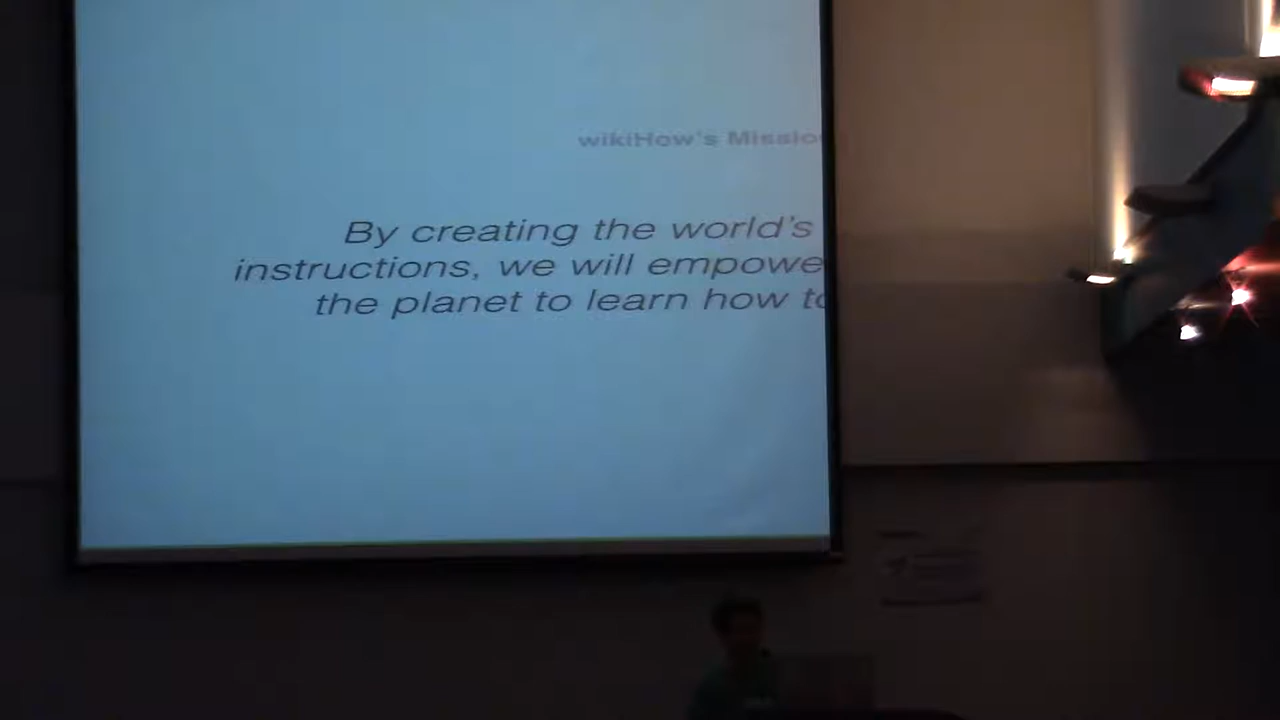 wikiHow's Missio
By creating the world's
instructions, we will empowe
the planet to learn how to